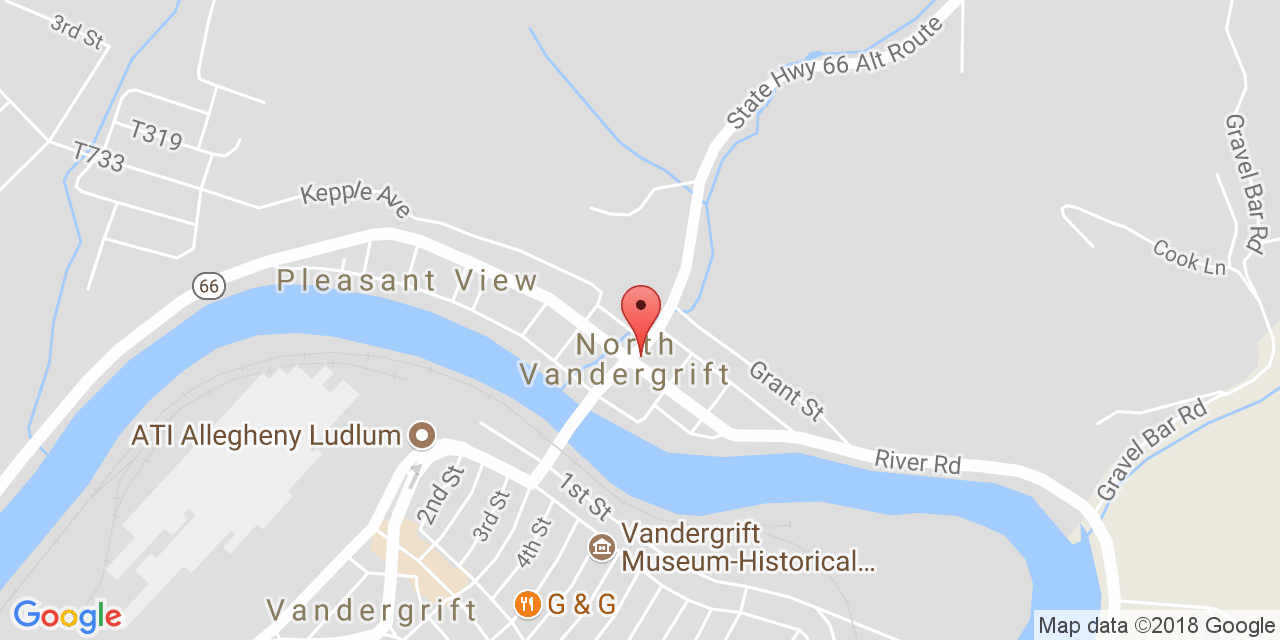 3rd St
State Hwy 66 Alt Route
T319
T733
Gravel Bar Rd
Kepple Ave
Cook Ln
66
Pleasant View
North
Vandergrift
Grant St
ATI Allegheny Ludlum
Gravel Bar Rd
River Rd
2nd St
3rd St
4th St
1st St
Vandergrift
Museum-Historical...
G & G
Vandergrift
Google
Map data ©2018 Google